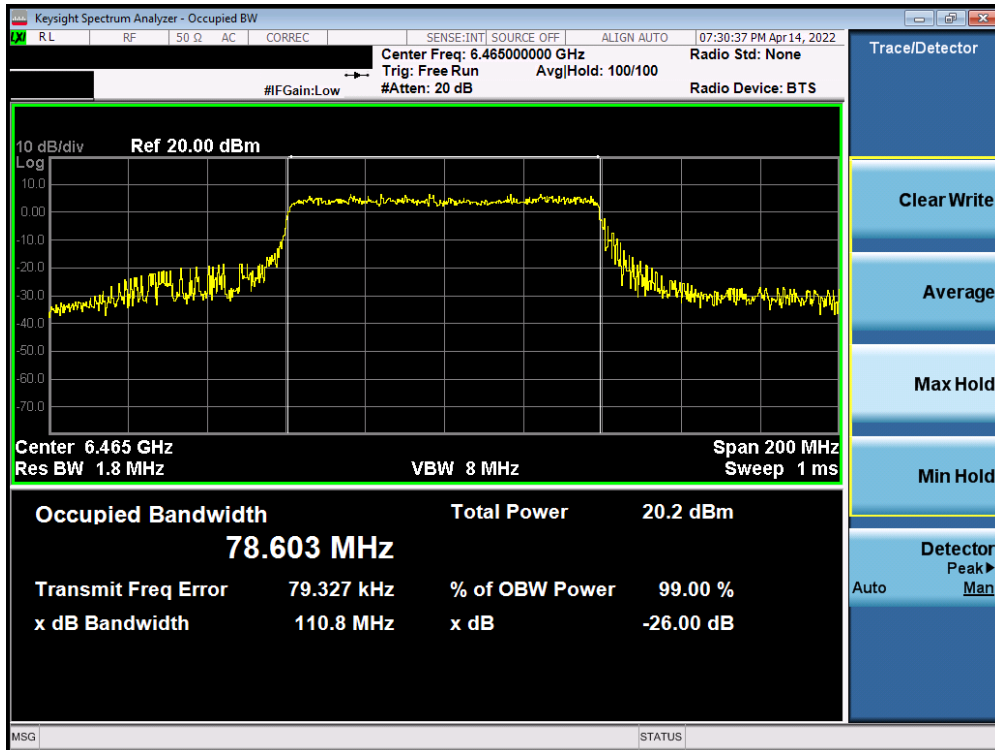 Keysight Spectrum Analyzer - Occupied BW
LXI RL RF 50 Ω AC CORREC SENSE:INT SOURCE OFF ALIGN AUTO 07:30:37 PM Apr 14, 2022
Center Freq: 6.465000000 GHz Radio Std: None
Trig: Free Run Avg|Hold: 100/100
#IFGain:Low #Atten: 20 dB Radio Device: BTS
10 dB/div Ref 20.00 dBm
Log
10.0
0.00
-10.0
-20.0
-30.0
-40.0
-50.0
-60.0
-70.0
Center 6.465 GHz Span 200 MHz
Res BW 1.8 MHz VBW 8 MHz Sweep 1 ms
Occupied Bandwidth Total Power 20.2 dBm
78.603 MHz
Transmit Freq Error 79.327 kHz % of OBW Power 99.00 %
x dB Bandwidth 110.8 MHz x dB -26.00 dB
MSG STATUS
Trace/Detector
Clear Write
Average
Max Hold
Min Hold
Detector
Peak▶
Auto Man